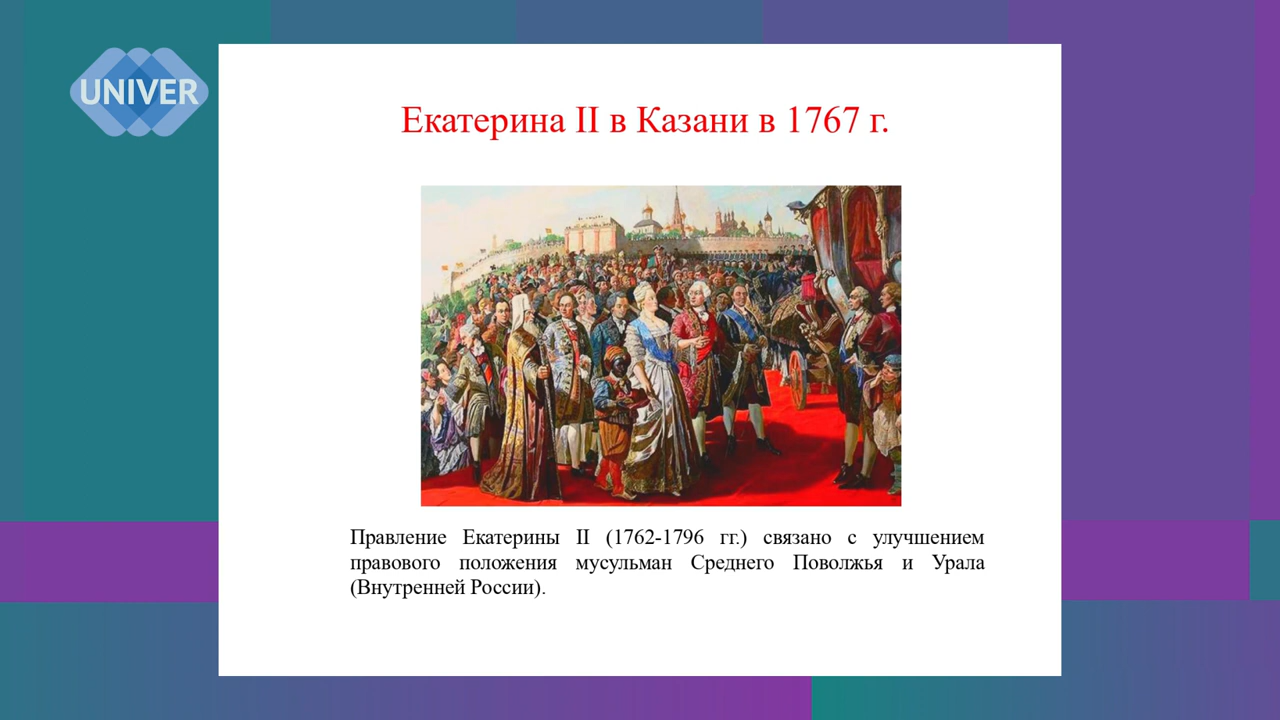 UNIVER
Екатерина II в Казани в 1767 г.
Правление Екатерины II (1762-1796 гг.) связано с улучшением
правового положения мусульман Среднего Поволжья и Урала
(Внутренней России).